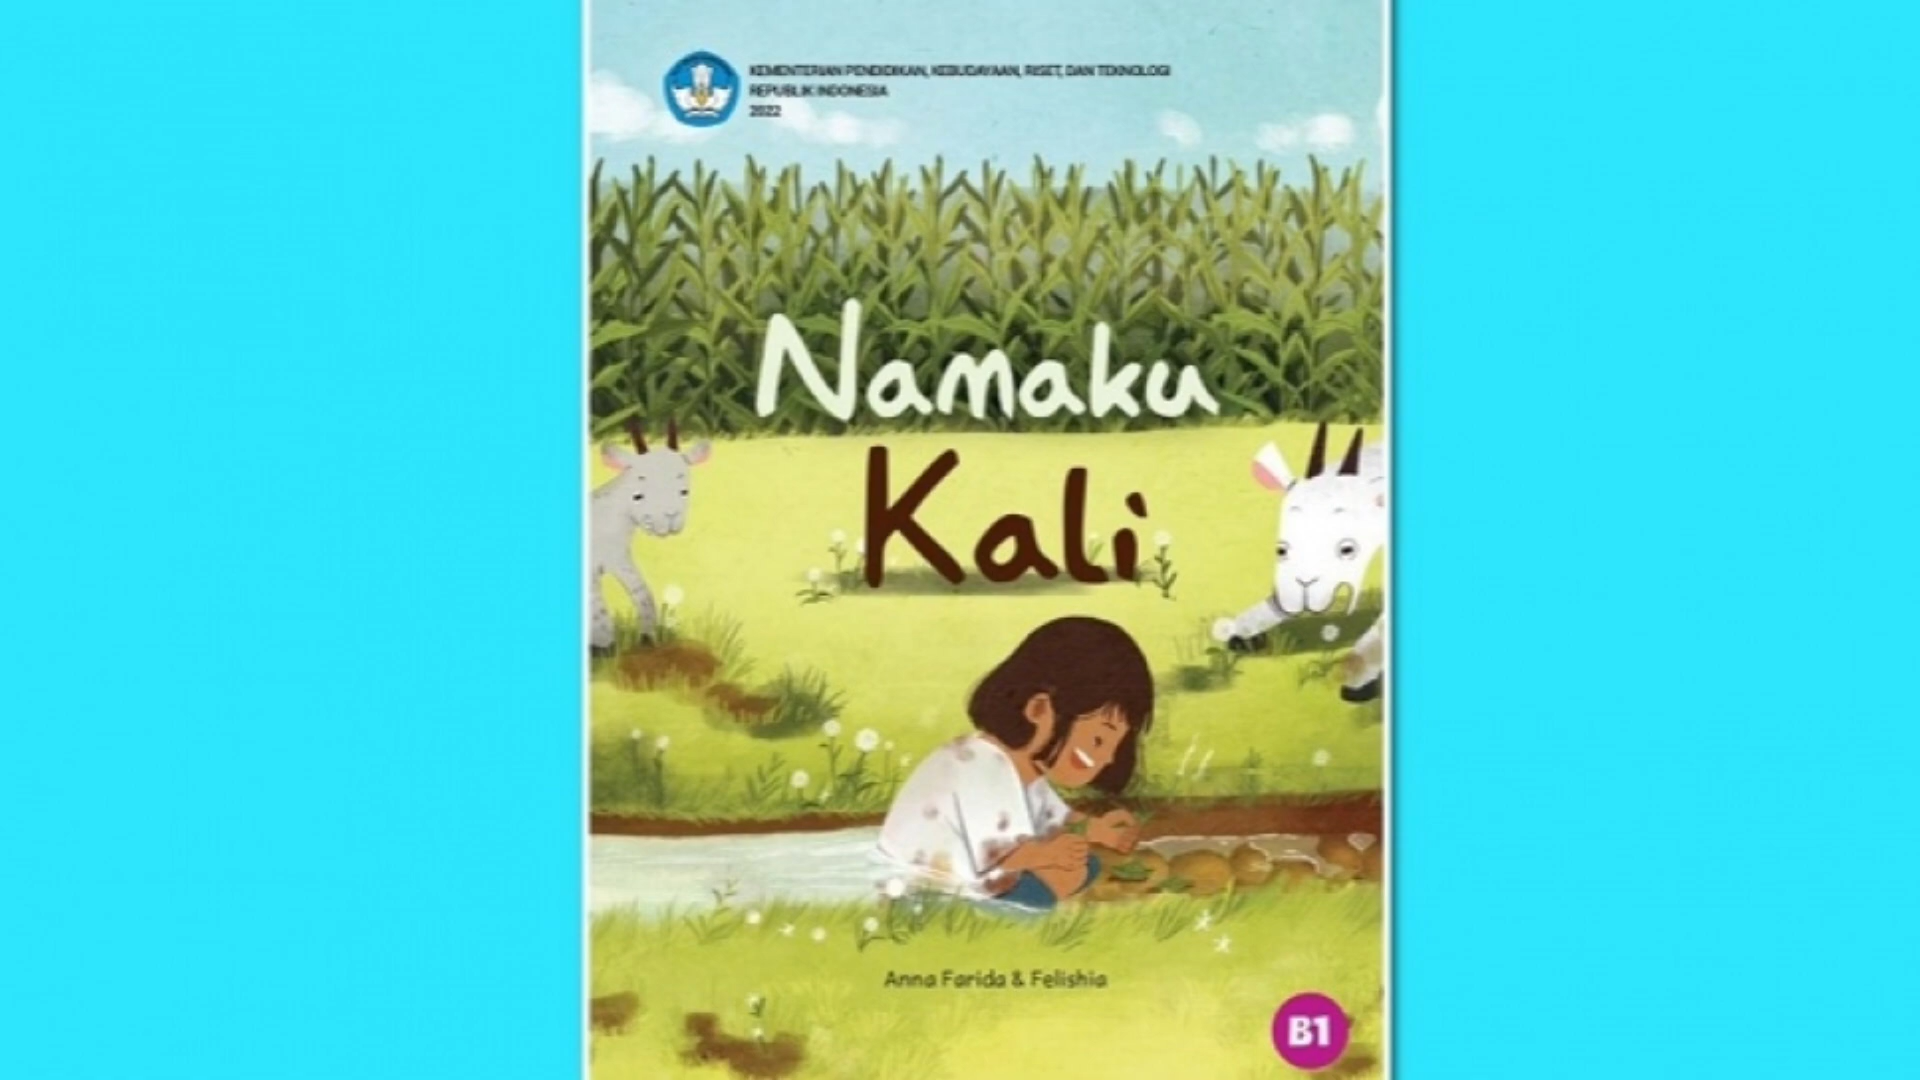 KEMENTERIAN PENDIDIKAN, KEBUDAYAAN, RISET, DAN TEKNOLOGI
REPUBLIK INDONESIA
2022
Namaku
Kali
Anna Farida & Felishia
B1